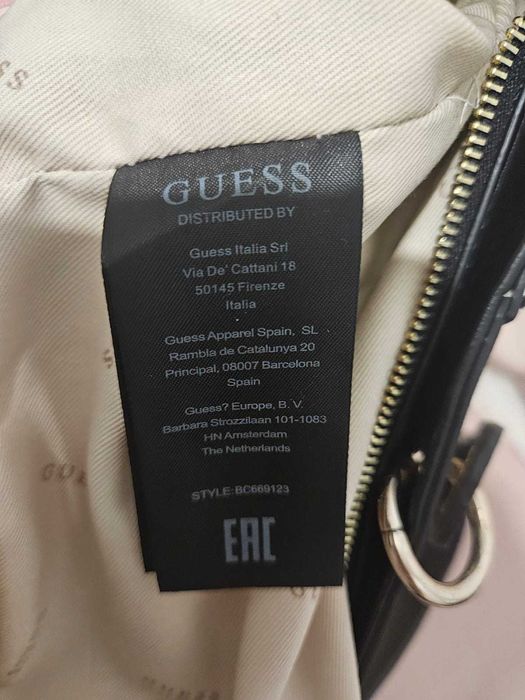 GUESS
DISTRIBUTED BY
Guess Italia Srl
Via De' Cattani 18
50145 Firenze
Italia
Guess Apparel Spain, SL
Rambla de Catalunya 20
Principal, 08007 Barcelona
Spain
Guess? Europe, B. V.
Barbara Strozzilaan 101-1083
HN Amsterdam
The Netherlands
STYLE:BC669123
EAC
GUESS